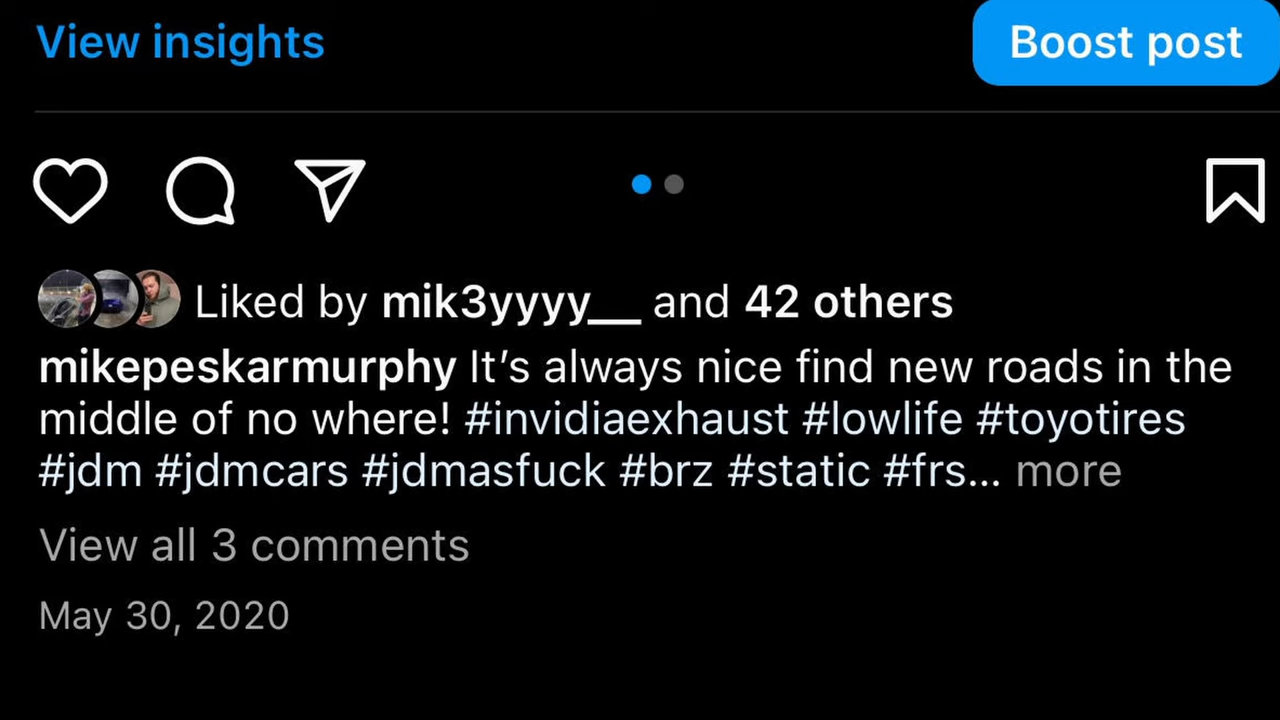 View insights
Boost post
Liked by mik3yyyy__ and 42 others
mikepeskarmurphy It’s always nice find new roads in the
middle of no where! #invidiaexhaust #lowlife #toyotires
#jdm #jdmcars #jdmasfuck #brz #static #frs... more
View all 3 comments
May 30, 2020